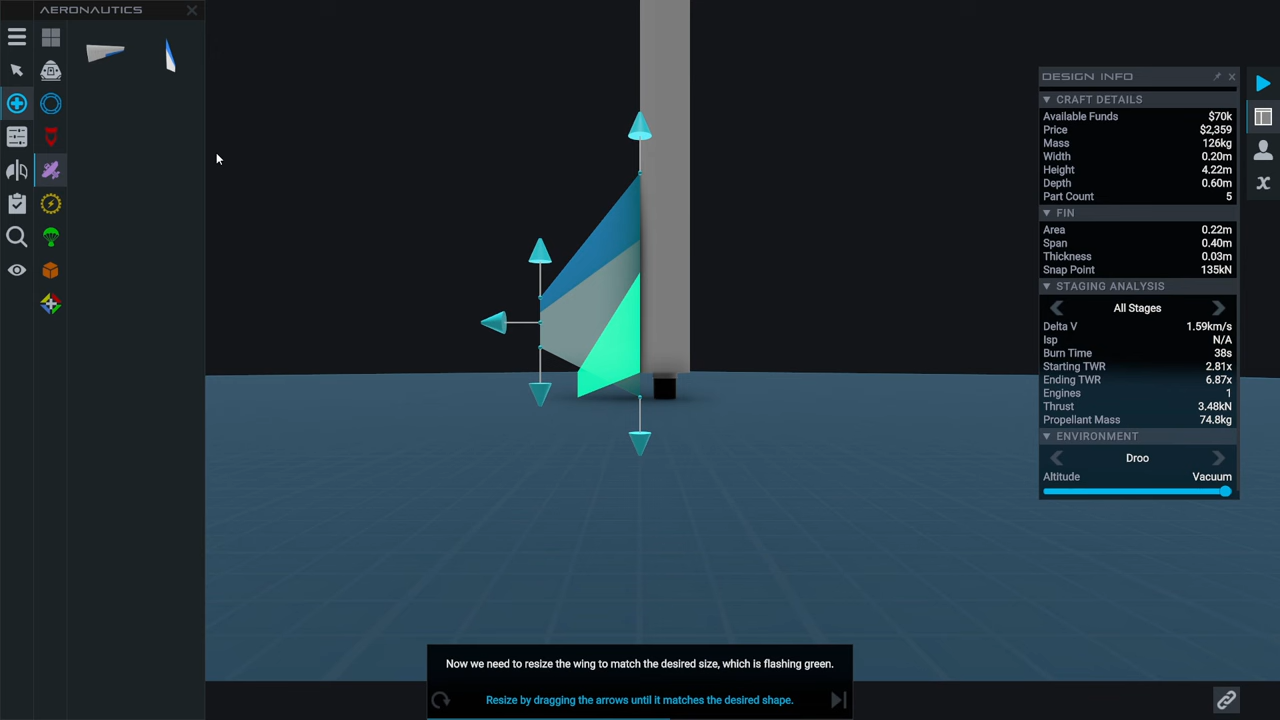 AERONAUTICS
DESIGN INFO
CRAFT DETAILS
Available Funds $70k
Price $2,359
Mass 126kg
Width 0.20m
Height 4.22m
Depth 0.60m
Part Count 5
FIN
Area 0.22m
Span 0.40m
Thickness 0.03m
Snap Point 135kN
STAGING ANALYSIS
All Stages
Delta V 1.59km/s
Isp N/A
Burn Time 38s
Starting TWR 2.81x
Ending TWR 6.87x
Engines 1
Thrust 3.48kN
Propellant Mass 74.8kg
ENVIRONMENT
Droo
Altitude Vacuum
Now we need to resize the wing to match the desired size, which is flashing green.
Resize by dragging the arrows until it matches the desired shape.